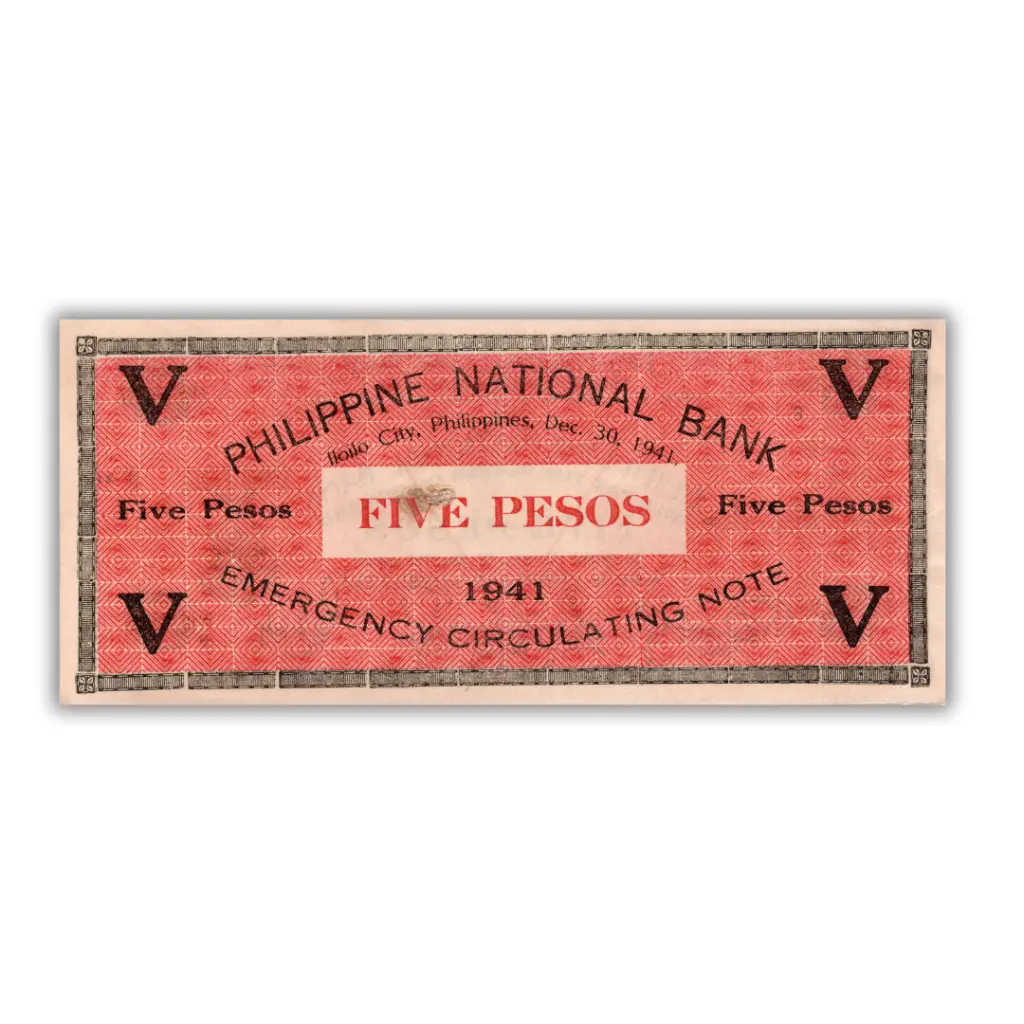 V V
PHILIPPINE NATIONAL BANK
Iloilo City, Philippines, Dec. 30, 1941.
Five Pesos FIVE PESOS Five Pesos
1941
EMERGENCY CIRCULATING NOTE
V V